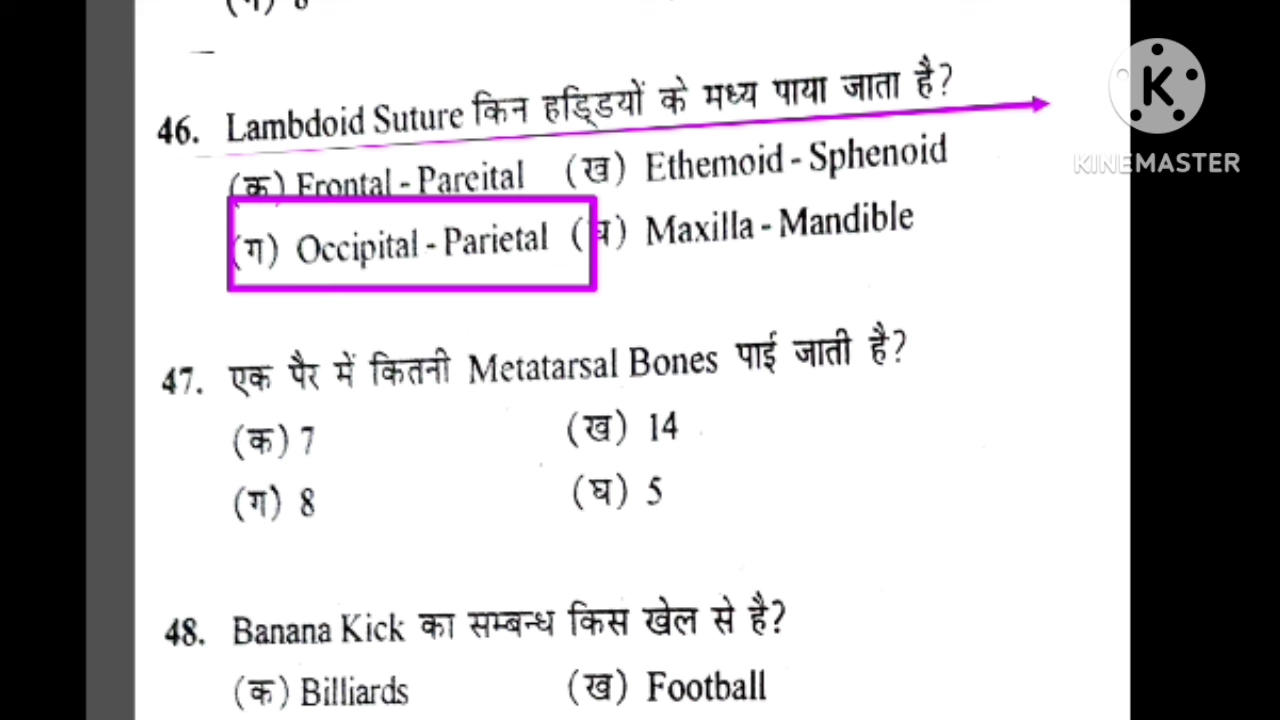 (ग) 8
46. Lambdoid Suture किन हड्डियों के मध्य पाया जाता है?
(क) Frontal - Pareital (ख) Ethemoid - Sphenoid
(ग) Occipital - Parietal (घ) Maxilla - Mandible
47. एक पैर में कितनी Metatarsal Bones पाई जाती है?
(क) 7 (ख) 14
(ग) 8 (घ) 5
48. Banana Kick का सम्बन्ध किस खेल से है?
(क) Billiards (ख) Football
K
KINEMASTER